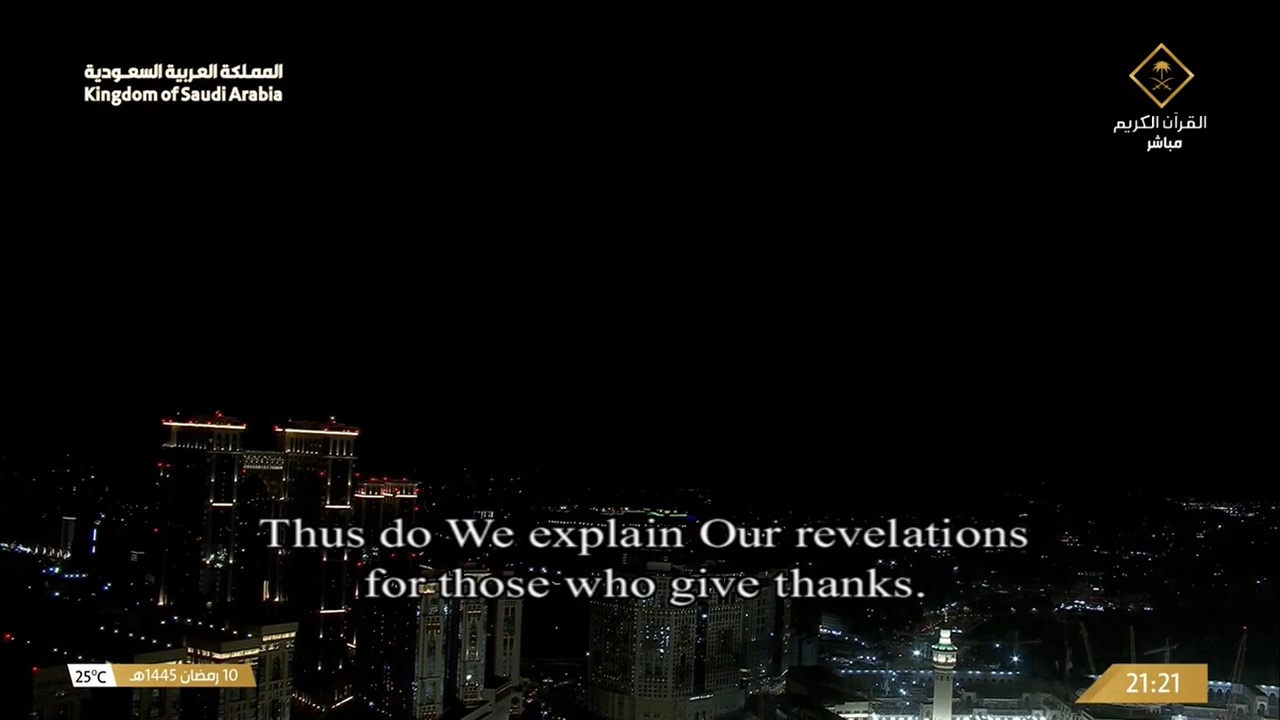 المملكة العربية السعودية
Kingdom of Saudi Arabia
القرآن الكريم
مباشر
Thus do We explain Our revelations
for those who give thanks.
25°C
10 رمضان 1445هـ
21:21